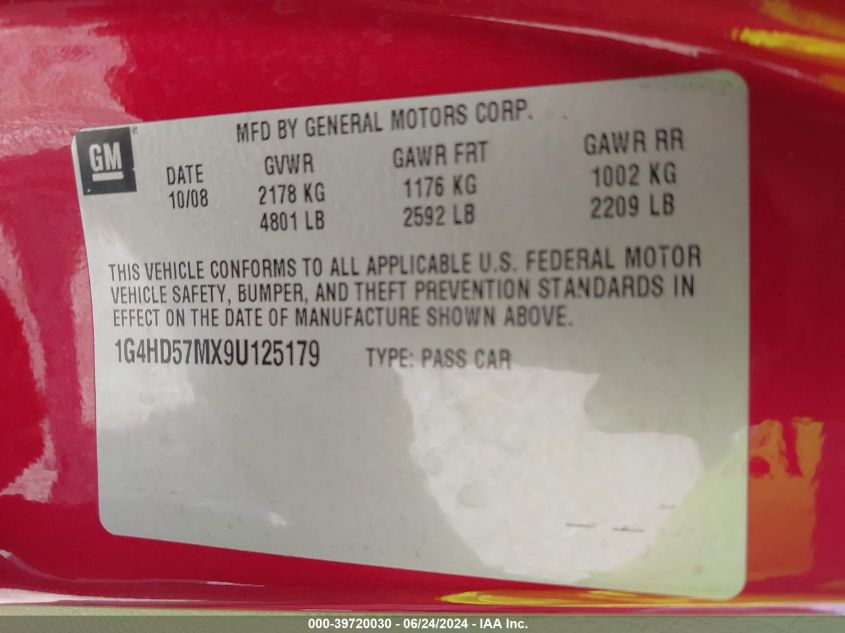 MFD BY GENERAL MOTORS CORP.
GM
DATE GVWR GAWR FRT GAWR RR
10/08 2178 KG 1176 KG 1002 KG
4801 LB 2592 LB 2209 LB
THIS VEHICLE CONFORMS TO ALL APPLICABLE U.S. FEDERAL MOTOR
VEHICLE SAFETY, BUMPER, AND THEFT PREVENTION STANDARDS IN
EFFECT ON THE DATE OF MANUFACTURE SHOWN ABOVE.
1G4HD57MX9U125179 TYPE: PASS CAR
000-39720030 - 06/24/2024 - IAA Inc.